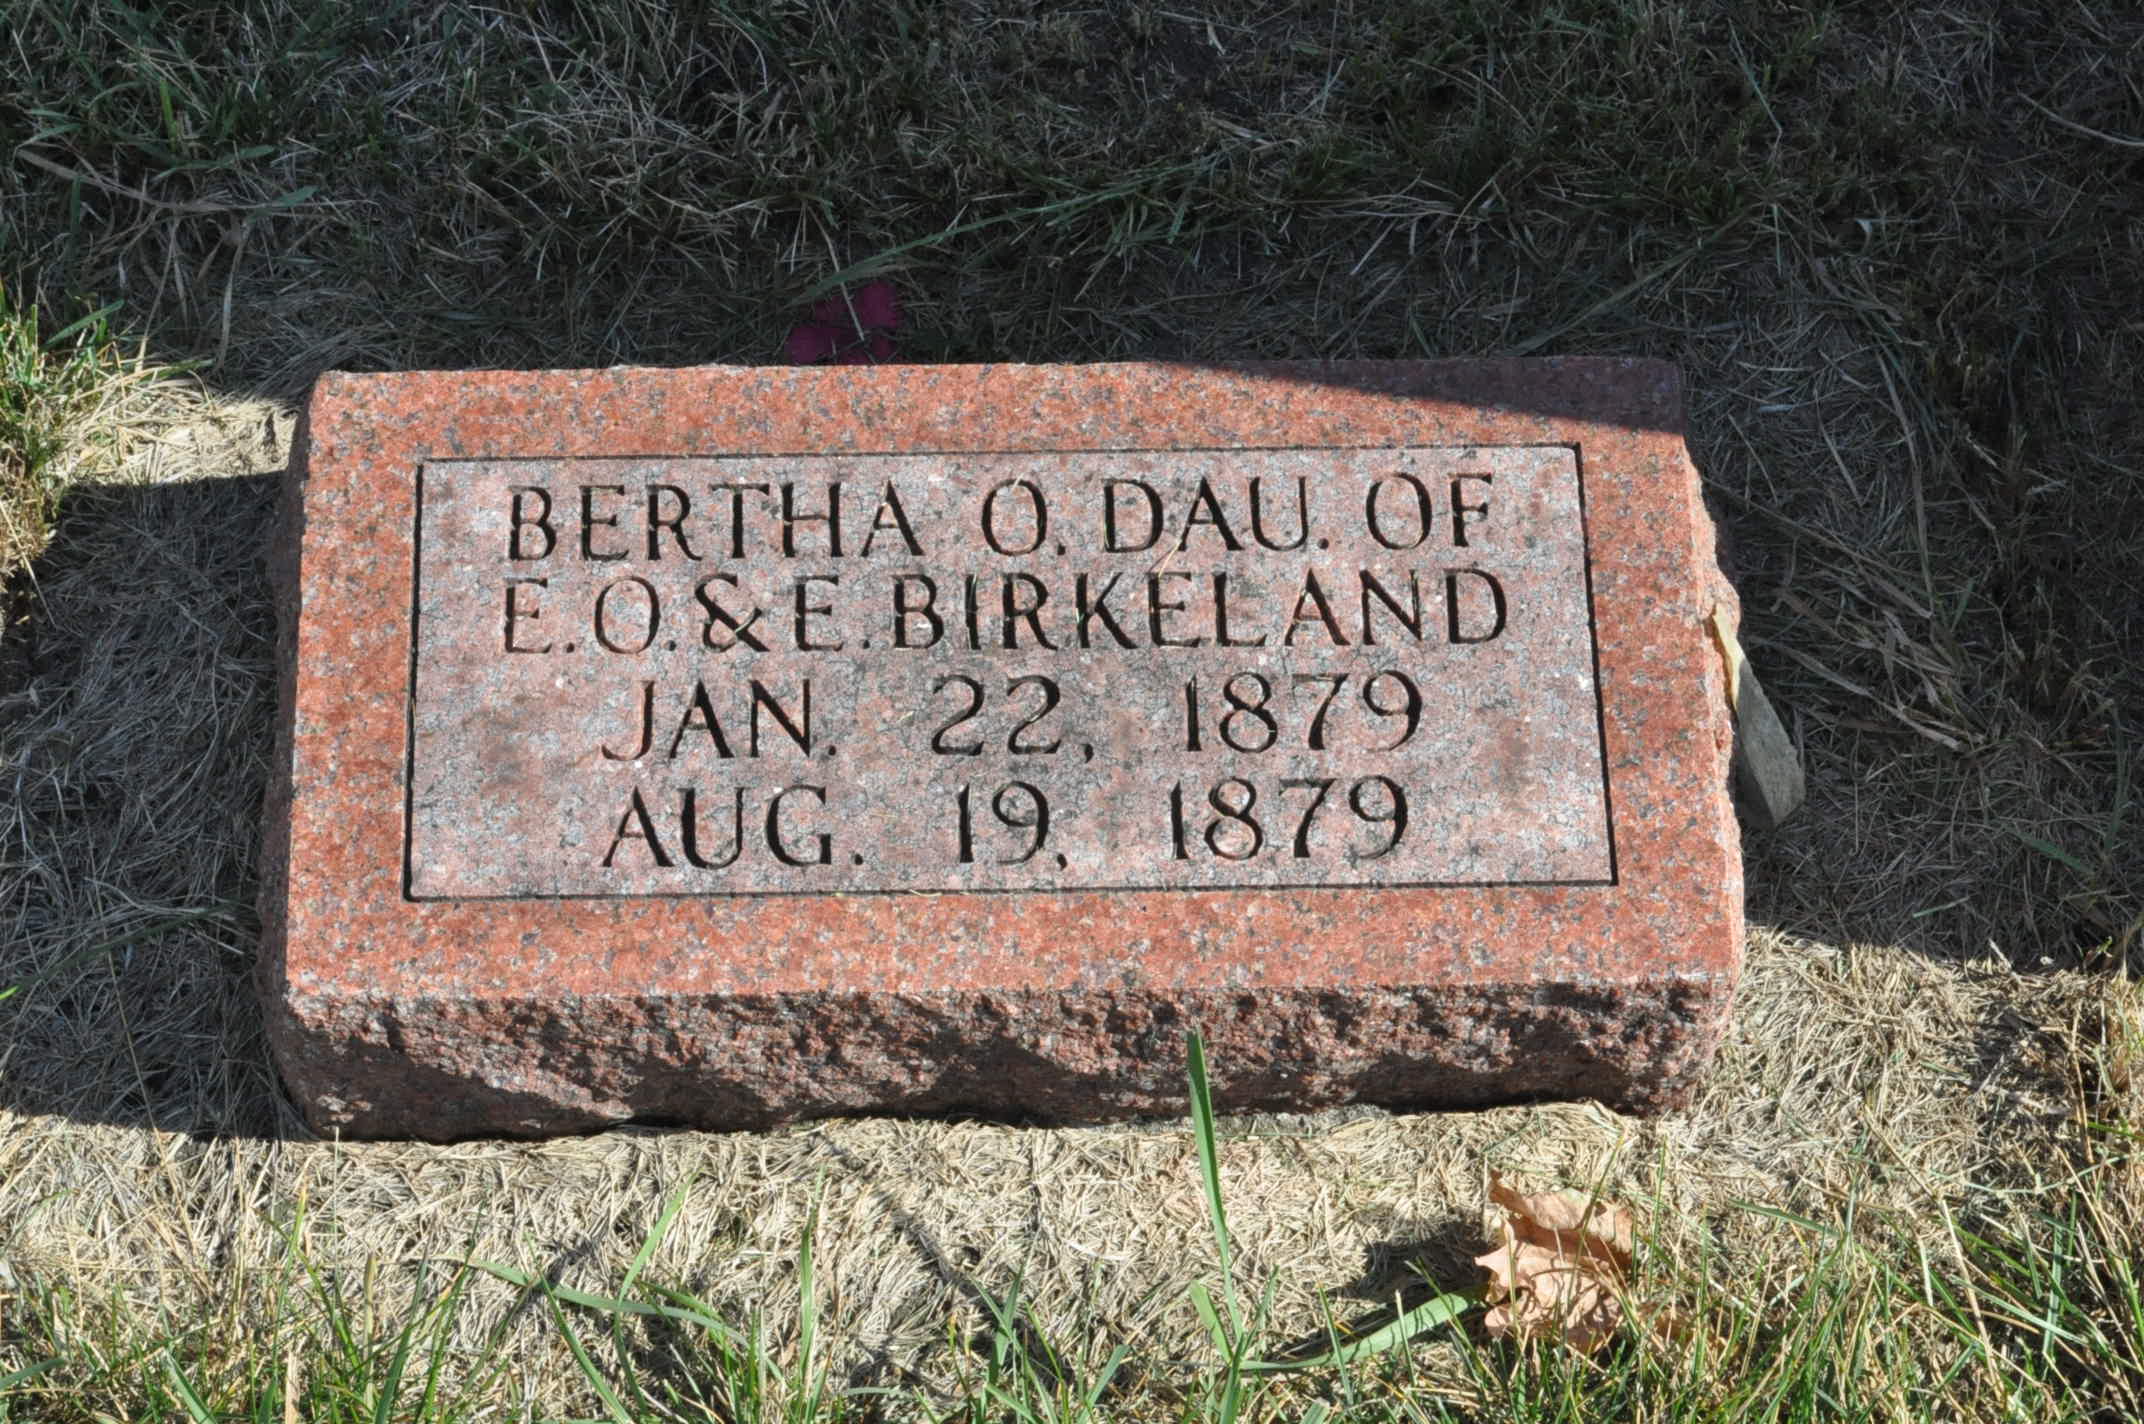 BERTHA O. DAU. OF
E.O. & E. BIRKELAND
JAN. 22, 1879
AUG. 19, 1879